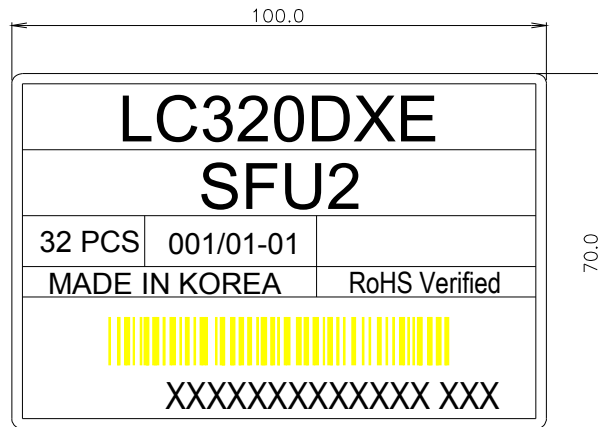 100.0
LC320DXE
SFU2
32 PCS 001/01-01
70.0
MADE IN KOREA RoHS Verified
XXXXXXXXXXXXX XXX